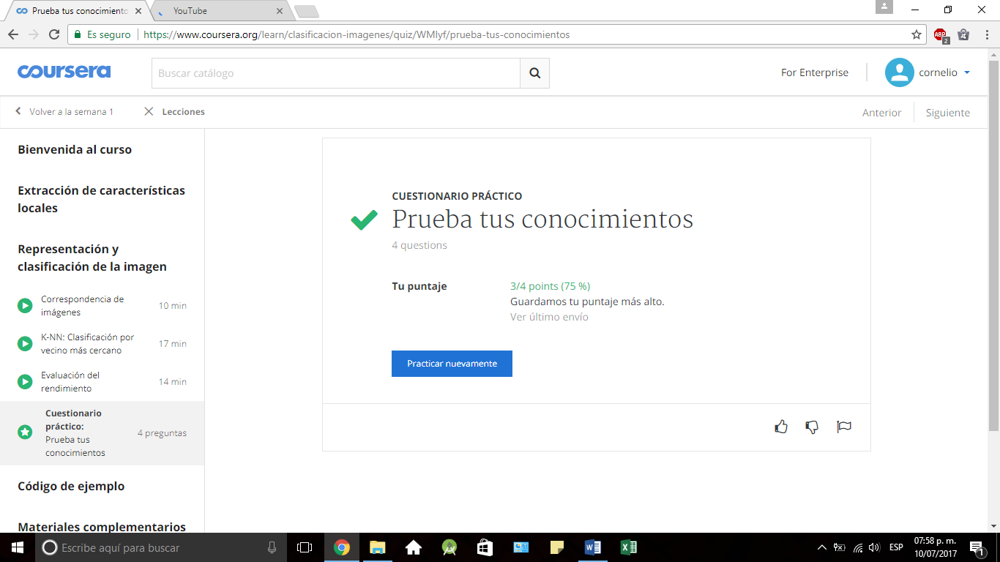 Prueba tus conocimiento
YouTube
Es seguro
https://www.coursera.org/learn/clasificacion-imagenes/quiz/WMlyf/prueba-tus-conocimientos
ABP
2
coursera
Buscar catálogo
For Enterprise
cornelio
Volver a la semana 1
Lecciones
Anterior
Siguiente
Bienvenida al curso
Extracción de características
locales
Representación y
clasificación de la imagen
Correspondencia de
imágenes
10 min
K-NN: Clasificación por
vecino más cercano
17 min
Evaluación del
rendimiento
14 min
Cuestionario
práctico:
Prueba tus
conocimientos
4 preguntas
Código de ejemplo
Materiales complementarios
CUESTIONARIO PRÁCTICO
Prueba tus conocimientos
4 questions
Tu puntaje
3/4 points (75 %)
Guardamos tu puntaje más alto.
Ver último envío
Practicar nuevamente
Escribe aquí para buscar
ESP
07:58 p. m.
10/07/2017
1